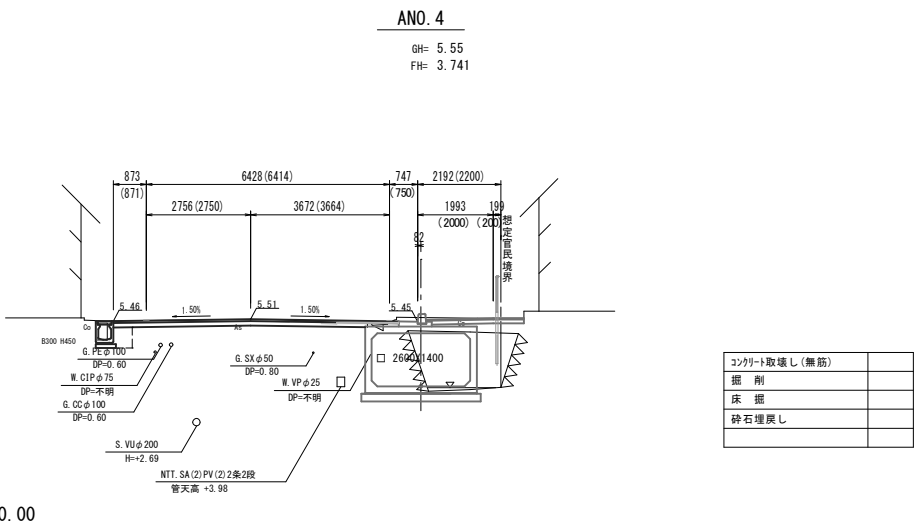 ANO. 4
GH= 5.55
FH= 3.741
873
(871)
6428(6414)
747
(750)
2192(2200)
2756(2750)
3672(3664)
1993
(2000)
199
(200)
82
想定官民境界
5.46
1.50%
5.51
1.50%
5.45
Co
As
Co
B300 H450
G.PEφ100
DP=0.60
W.CIPφ75
DP=不明
G.CCφ100
DP=0.60
G.SXφ50
DP=0.80
W.VPφ25
DP=不明
2600x1400
S.VUφ200
H=+2.69
NTT.SA(2)PV(2)2条2段
管天高 +3.98
コンクリート取壊し(無筋)
掘 削
床 掘
砕石埋戻し
0.00